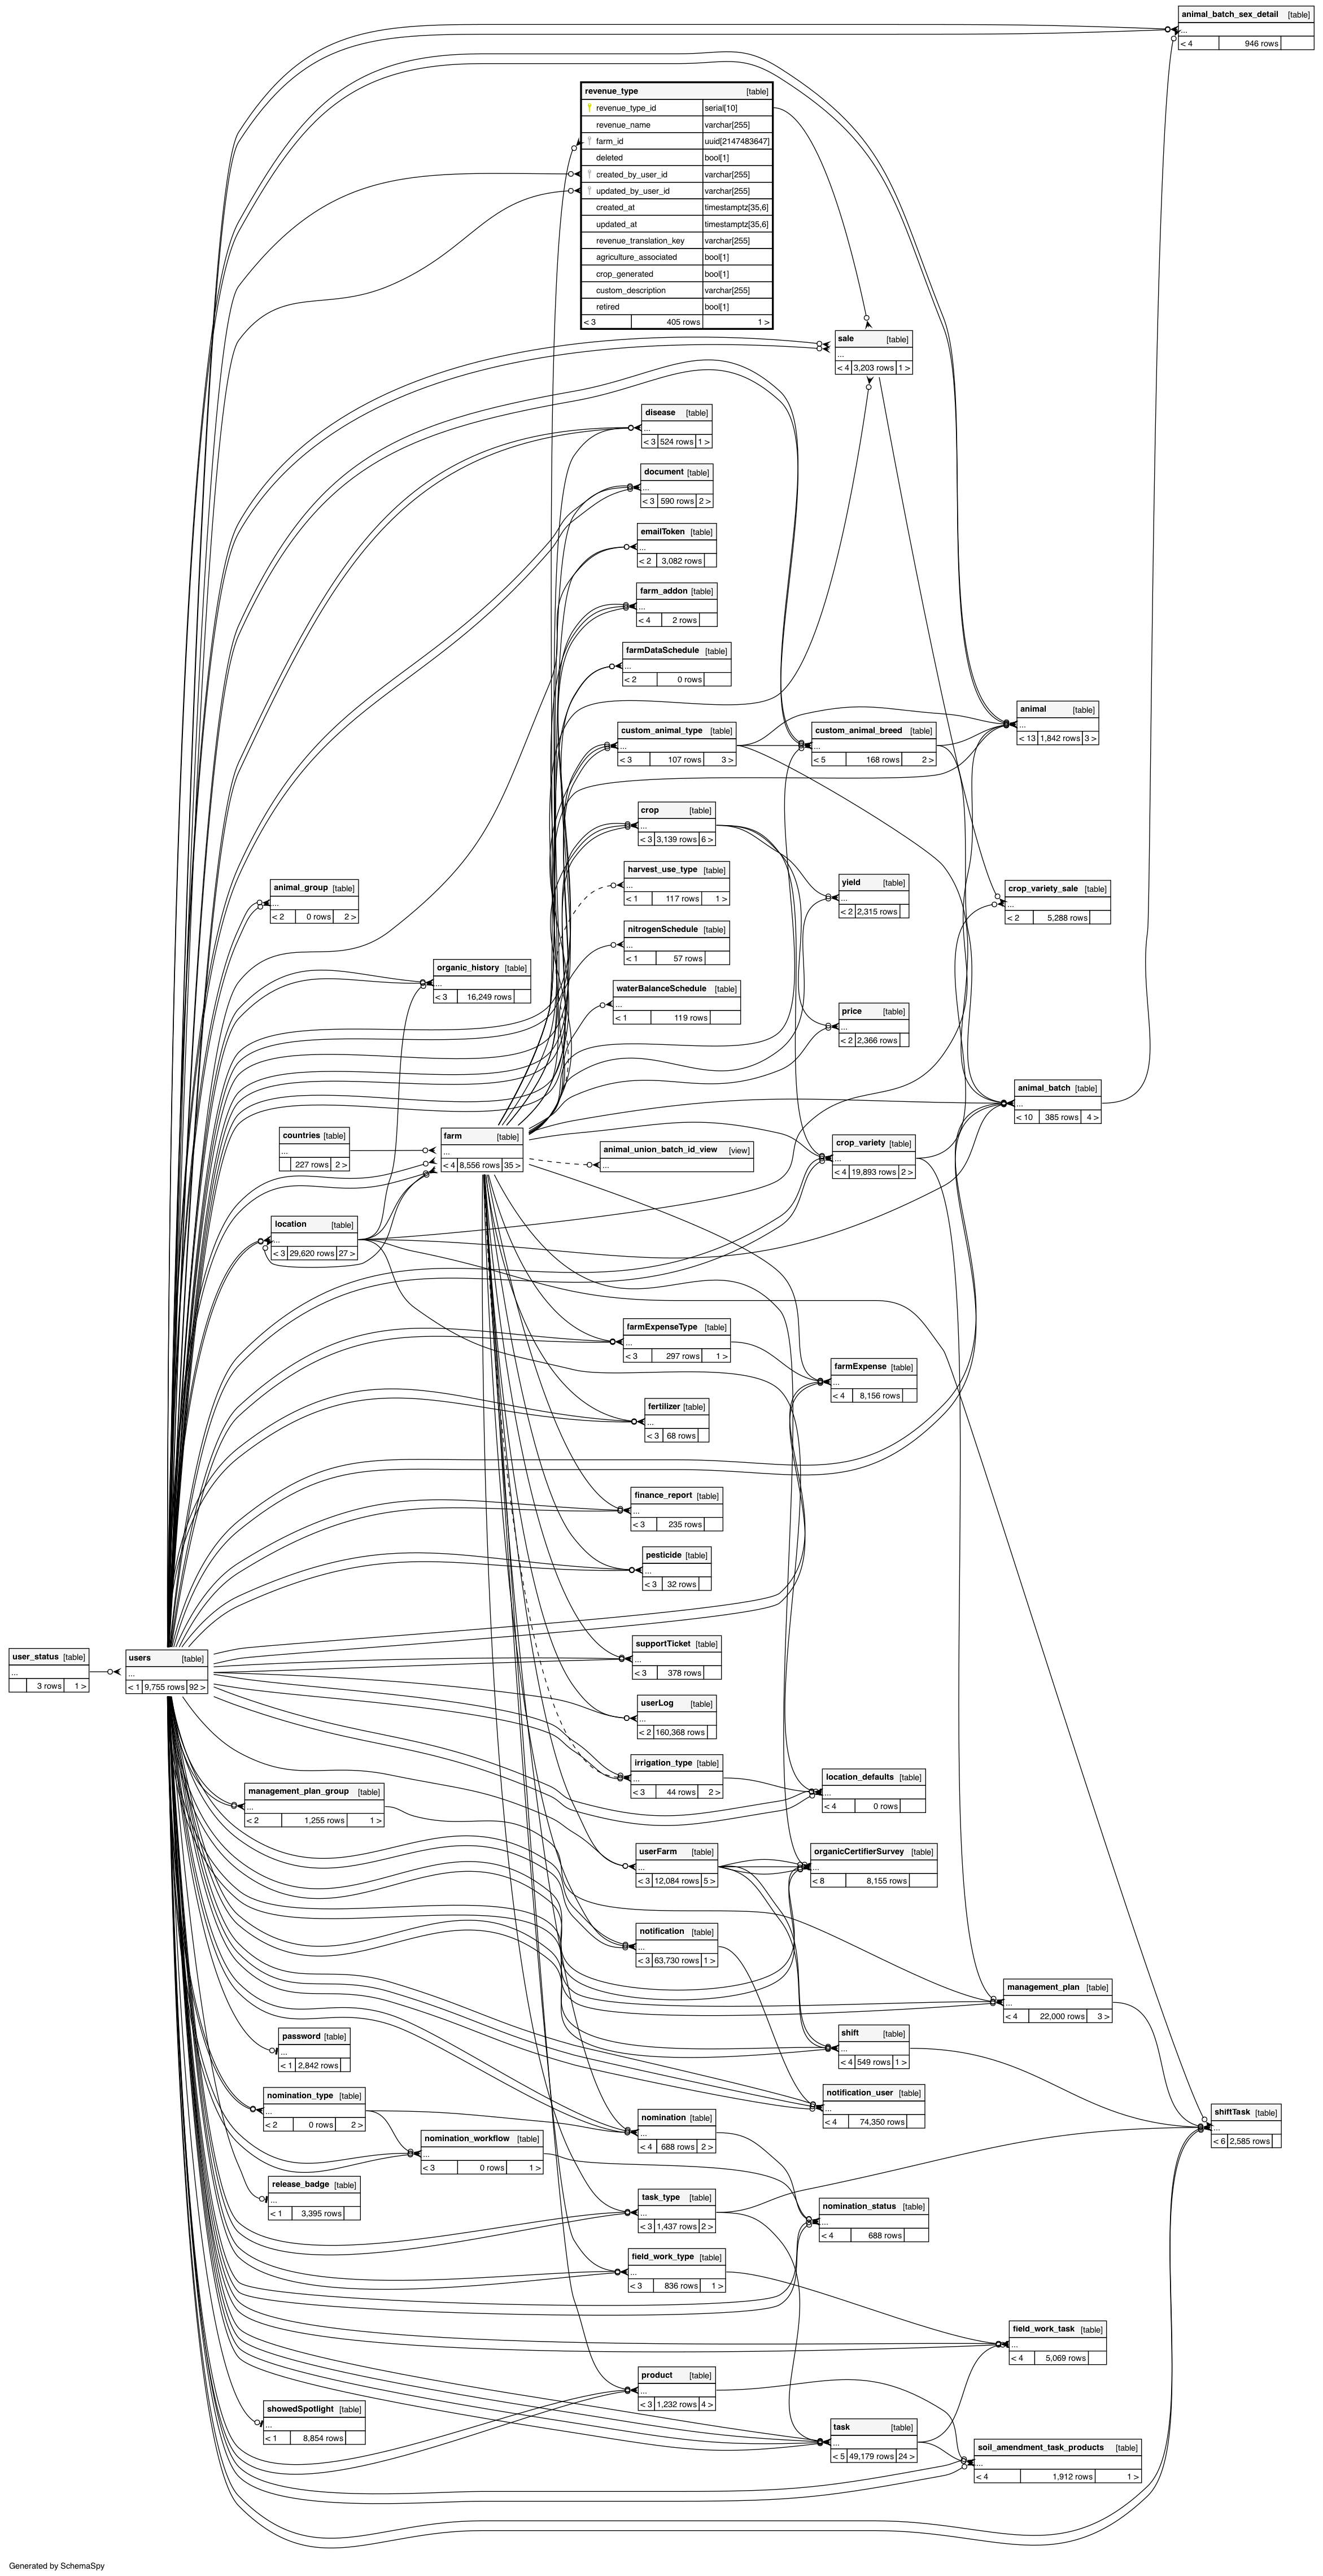 animal_batch_sex_detail [table]
...
< 4 946 rows
revenue_type [table]
revenue_type_id serial[10]
revenue_name varchar[255]
farm_id uuid[2147483647]
deleted bool[1]
created_by_user_id varchar[255]
updated_by_user_id varchar[255]
created_at timestamptz[35,6]
updated_at timestamptz[35,6]
revenue_translation_key varchar[255]
agriculture_associated bool[1]
crop_generated bool[1]
custom_description varchar[255]
retired bool[1]
< 3 405 rows 1 >
sale [table]
...
< 4 3,203 rows 1 >
disease [table]
...
< 3 524 rows 1 >
document [table]
...
< 3 590 rows 2 >
emailToken [table]
...
< 2 3,082 rows
farm_addon [table]
...
< 4 2 rows
farmDataSchedule [table]
...
< 2 0 rows
animal [table]
...
< 13 1,842 rows 3 >
custom_animal_type [table]
...
< 3 107 rows 3 >
custom_animal_breed [table]
...
< 5 168 rows 2 >
crop [table]
...
< 3 3,139 rows 6 >
harvest_use_type [table]
...
< 1 117 rows 1 >
yield [table]
...
< 2 2,315 rows
animal_group [table]
...
< 2 0 rows 2 >
crop_variety_sale [table]
...
< 2 5,288 rows
nitrogenSchedule [table]
...
< 1 57 rows
organic_history [table]
...
< 3 16,249 rows
waterBalanceSchedule [table]
...
< 1 119 rows
price [table]
...
< 2 2,366 rows
animal_batch [table]
...
< 10 385 rows 4 >
countries [table]
...
227 rows 2 >
farm [table]
...
< 4 8,556 rows 35 >
animal_union_batch_id_view [view]
...
crop_variety [table]
...
< 4 19,893 rows 2 >
location [table]
...
< 3 29,620 rows 27 >
farmExpenseType [table]
...
< 3 297 rows 1 >
farmExpense [table]
...
< 4 8,156 rows
fertilizer [table]
...
< 3 68 rows
finance_report [table]
...
< 3 235 rows
pesticide [table]
...
< 3 32 rows
user_status [table]
...
3 rows 1 >
users [table]
...
< 1 9,755 rows 92 >
supportTicket [table]
...
< 3 378 rows
userLog [table]
...
< 2 160,368 rows
irrigation_type [table]
...
< 3 44 rows 2 >
location_defaults [table]
...
< 4 0 rows
management_plan_group [table]
...
< 2 1,255 rows 1 >
userFarm [table]
...
< 3 12,084 rows 5 >
organicCertifierSurvey [table]
...
< 8 8,155 rows
notification [table]
...
< 3 63,730 rows 1 >
management_plan [table]
...
< 4 22,000 rows 3 >
password [table]
...
< 1 2,842 rows
shift [table]
...
< 4 549 rows 1 >
nomination_type [table]
...
< 2 0 rows 2 >
notification_user [table]
...
< 4 74,350 rows
shiftTask [table]
...
< 6 2,585 rows
nomination [table]
...
< 4 688 rows 2 >
nomination_workflow [table]
...
< 3 0 rows 1 >
release_badge [table]
...
< 1 3,395 rows
task_type [table]
...
< 3 1,437 rows 2 >
nomination_status [table]
...
< 4 688 rows
field_work_type [table]
...
< 3 836 rows 1 >
field_work_task [table]
...
< 4 5,069 rows
product [table]
...
< 3 1,232 rows 4 >
showedSpotlight [table]
...
< 1 8,854 rows
task [table]
...
< 5 49,179 rows 24 >
soil_amendment_task_products [table]
...
< 4 1,912 rows 1 >
Generated by SchemaSpy